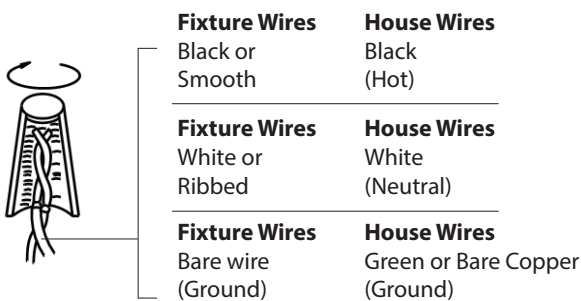 Fixture Wires House Wires
Black or Black
Smooth (Hot)
Fixture Wires House Wires
White or White
Ribbed (Neutral)
Fixture Wires House Wires
Bare wire Green or Bare Copper
(Ground) (Ground)